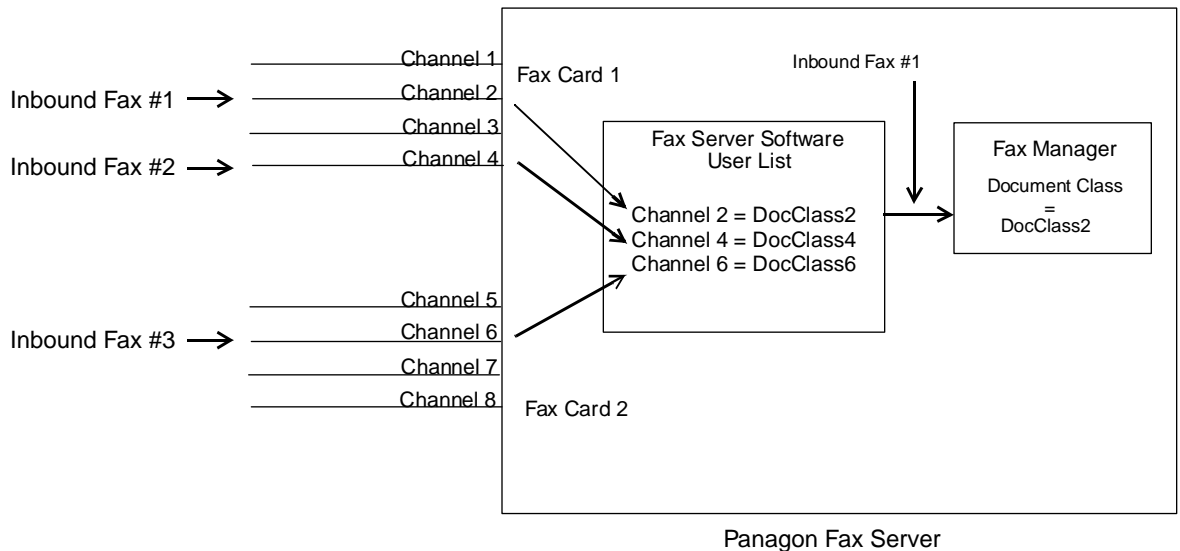 Channel 1
Fax Card 1
Inbound Fax #1
Inbound Fax #1
Channel 2
Channel 3
Inbound Fax #2
Channel 4
Fax Server Software
User List
Channel 2 = DocClass2
Channel 4 = DocClass4
Channel 6 = DocClass6
Fax Manager
Document Class
=
DocClass2
Channel 5
Inbound Fax #3
Channel 6
Channel 7
Channel 8
Fax Card 2
Panagon Fax Server